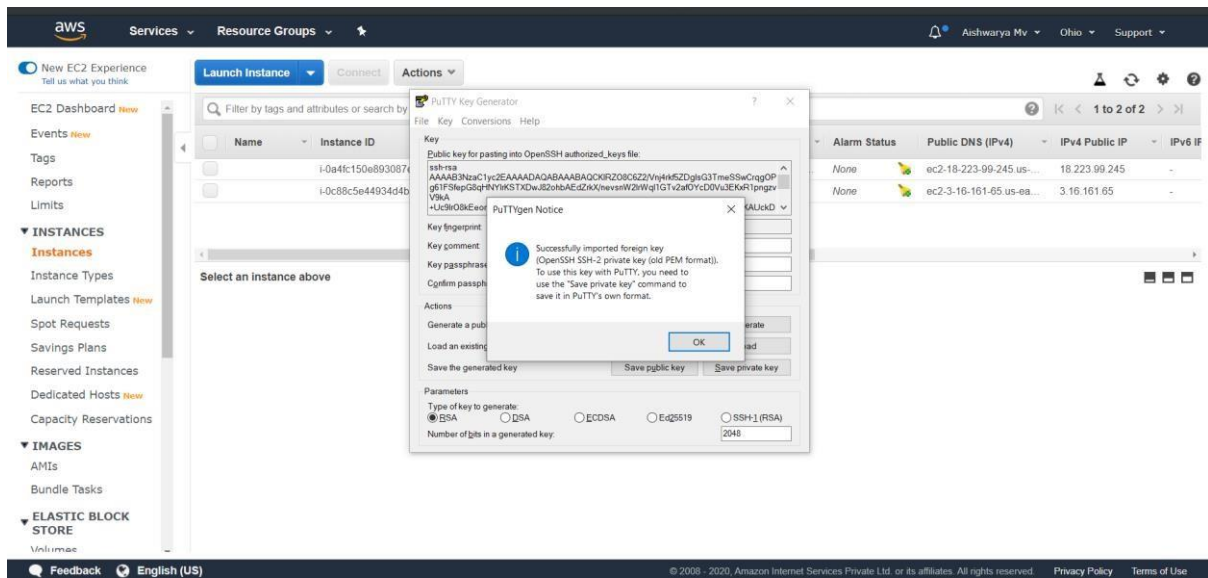 aws Services Resource Groups Aishwarya Mv Ohio Support
New EC2 Experience
Tell us what you think
EC2 Dashboard New
Events New
Tags
Reports
Limits
INSTANCES
Instances
Instance Types
Launch Templates New
Spot Requests
Savings Plans
Reserved Instances
Dedicated Hosts New
Capacity Reservations
IMAGES
AMIs
Bundle Tasks
ELASTIC BLOCK
STORE
Volumes
Launch Instance Connect Actions
Filter by tags and attributes or search by 1 to 2 of 2
Name Instance ID Alarm Status Public DNS (IPv4) IPv4 Public IP IPv6 IF
i-0a4fc150e893087 None ec2-18-223-99-245.us-... 18.223.99.245 -
i-0c88c5e44934d4b None ec2-3-16-161-65.us-ea... 3.16.161.65 -
Select an instance above
PuTTY Key Generator
File Key Conversions Help
Key
Public key for pasting into OpenSSH authorized_keys file:
ssh-rsa
V9kA
Key fingerprint
Key comment
Key passphrase
Confirm passph
Actions
Generate a publ erate
Load an existing ad
Save the generated key Save public key Save private key
Parameters
Type of key to generate:
RSA DSA ECDSA Ed25519 SSH-1 (RSA)
Number of bits in a generated key: 2048
PuTTYgen Notice
Successfully imported foreign key
(OpenSSH SSH-2 private key (old PEM format)).
To use this key with PuTTY, you need to
use the "Save private key" command to
save it in PuTTY's own format.
OK
Feedback English (US) © 2008 - 2020, Amazon Internet Services Private Ltd. or its affiliates. All rights reserved. Privacy Policy Terms of Use